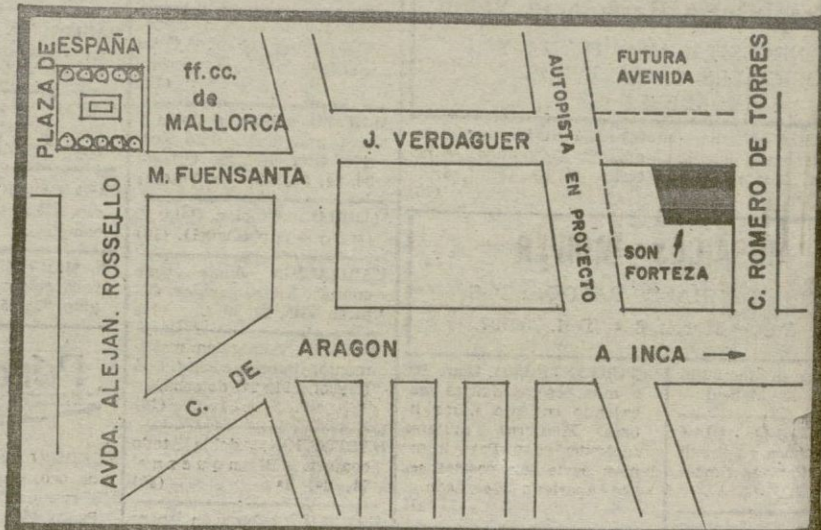 PLAZA DE
ESPAÑA
ff.cc.
de
MALLORCA
J. VERDAGUER
M. FUENSANTA
AUTOPISTA EN PROYECTO
FUTURA
AVENIDA
C. ROMERO DE TORRES
SON
FORTEZA
AVDA. ALEJAN. ROSSELLO
C. DE
ARAGON
A INCA